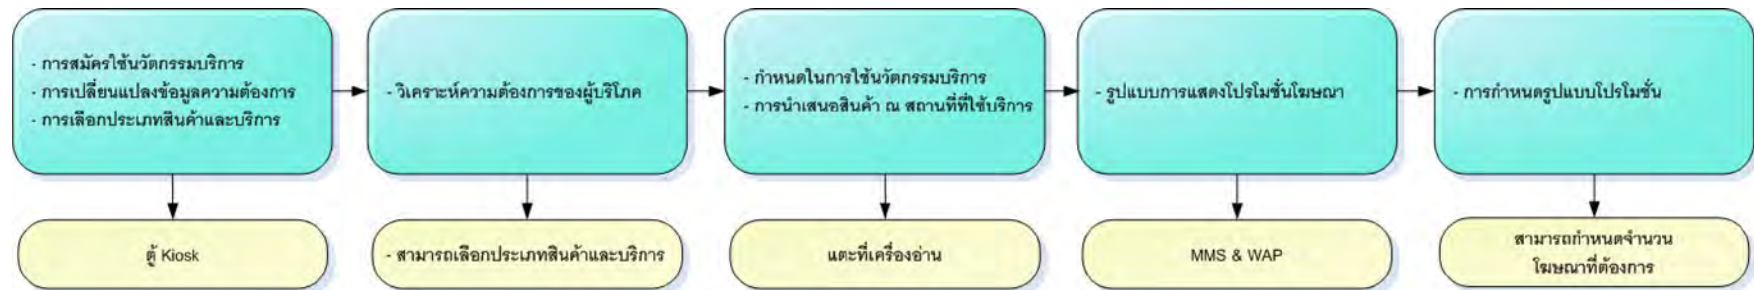 - การสมัครใช้นวัตกรรมบริการ
- การเปลี่ยนแปลงข้อมูลความต้องการ
- การเลือกประเภทสินค้าและบริการ
- วิเคราะห์ความต้องการของผู้บริโภค
- กำหนดในการใช้นวัตกรรมบริการ
- การนำเสนอสินค้า ณ สถานที่ที่ใช้บริการ
- รูปแบบการแสดงโปรโมชั่นโฆษณา
- การกำหนดรูปแบบโปรโมชั่น
ตู้ Kiosk
- สามารถเลือกประเภทสินค้าและบริการ
แตะที่เครื่องอ่าน
MMS & WAP
สามารถกำหนดจำนวน
โฆษณาที่ต้องการ